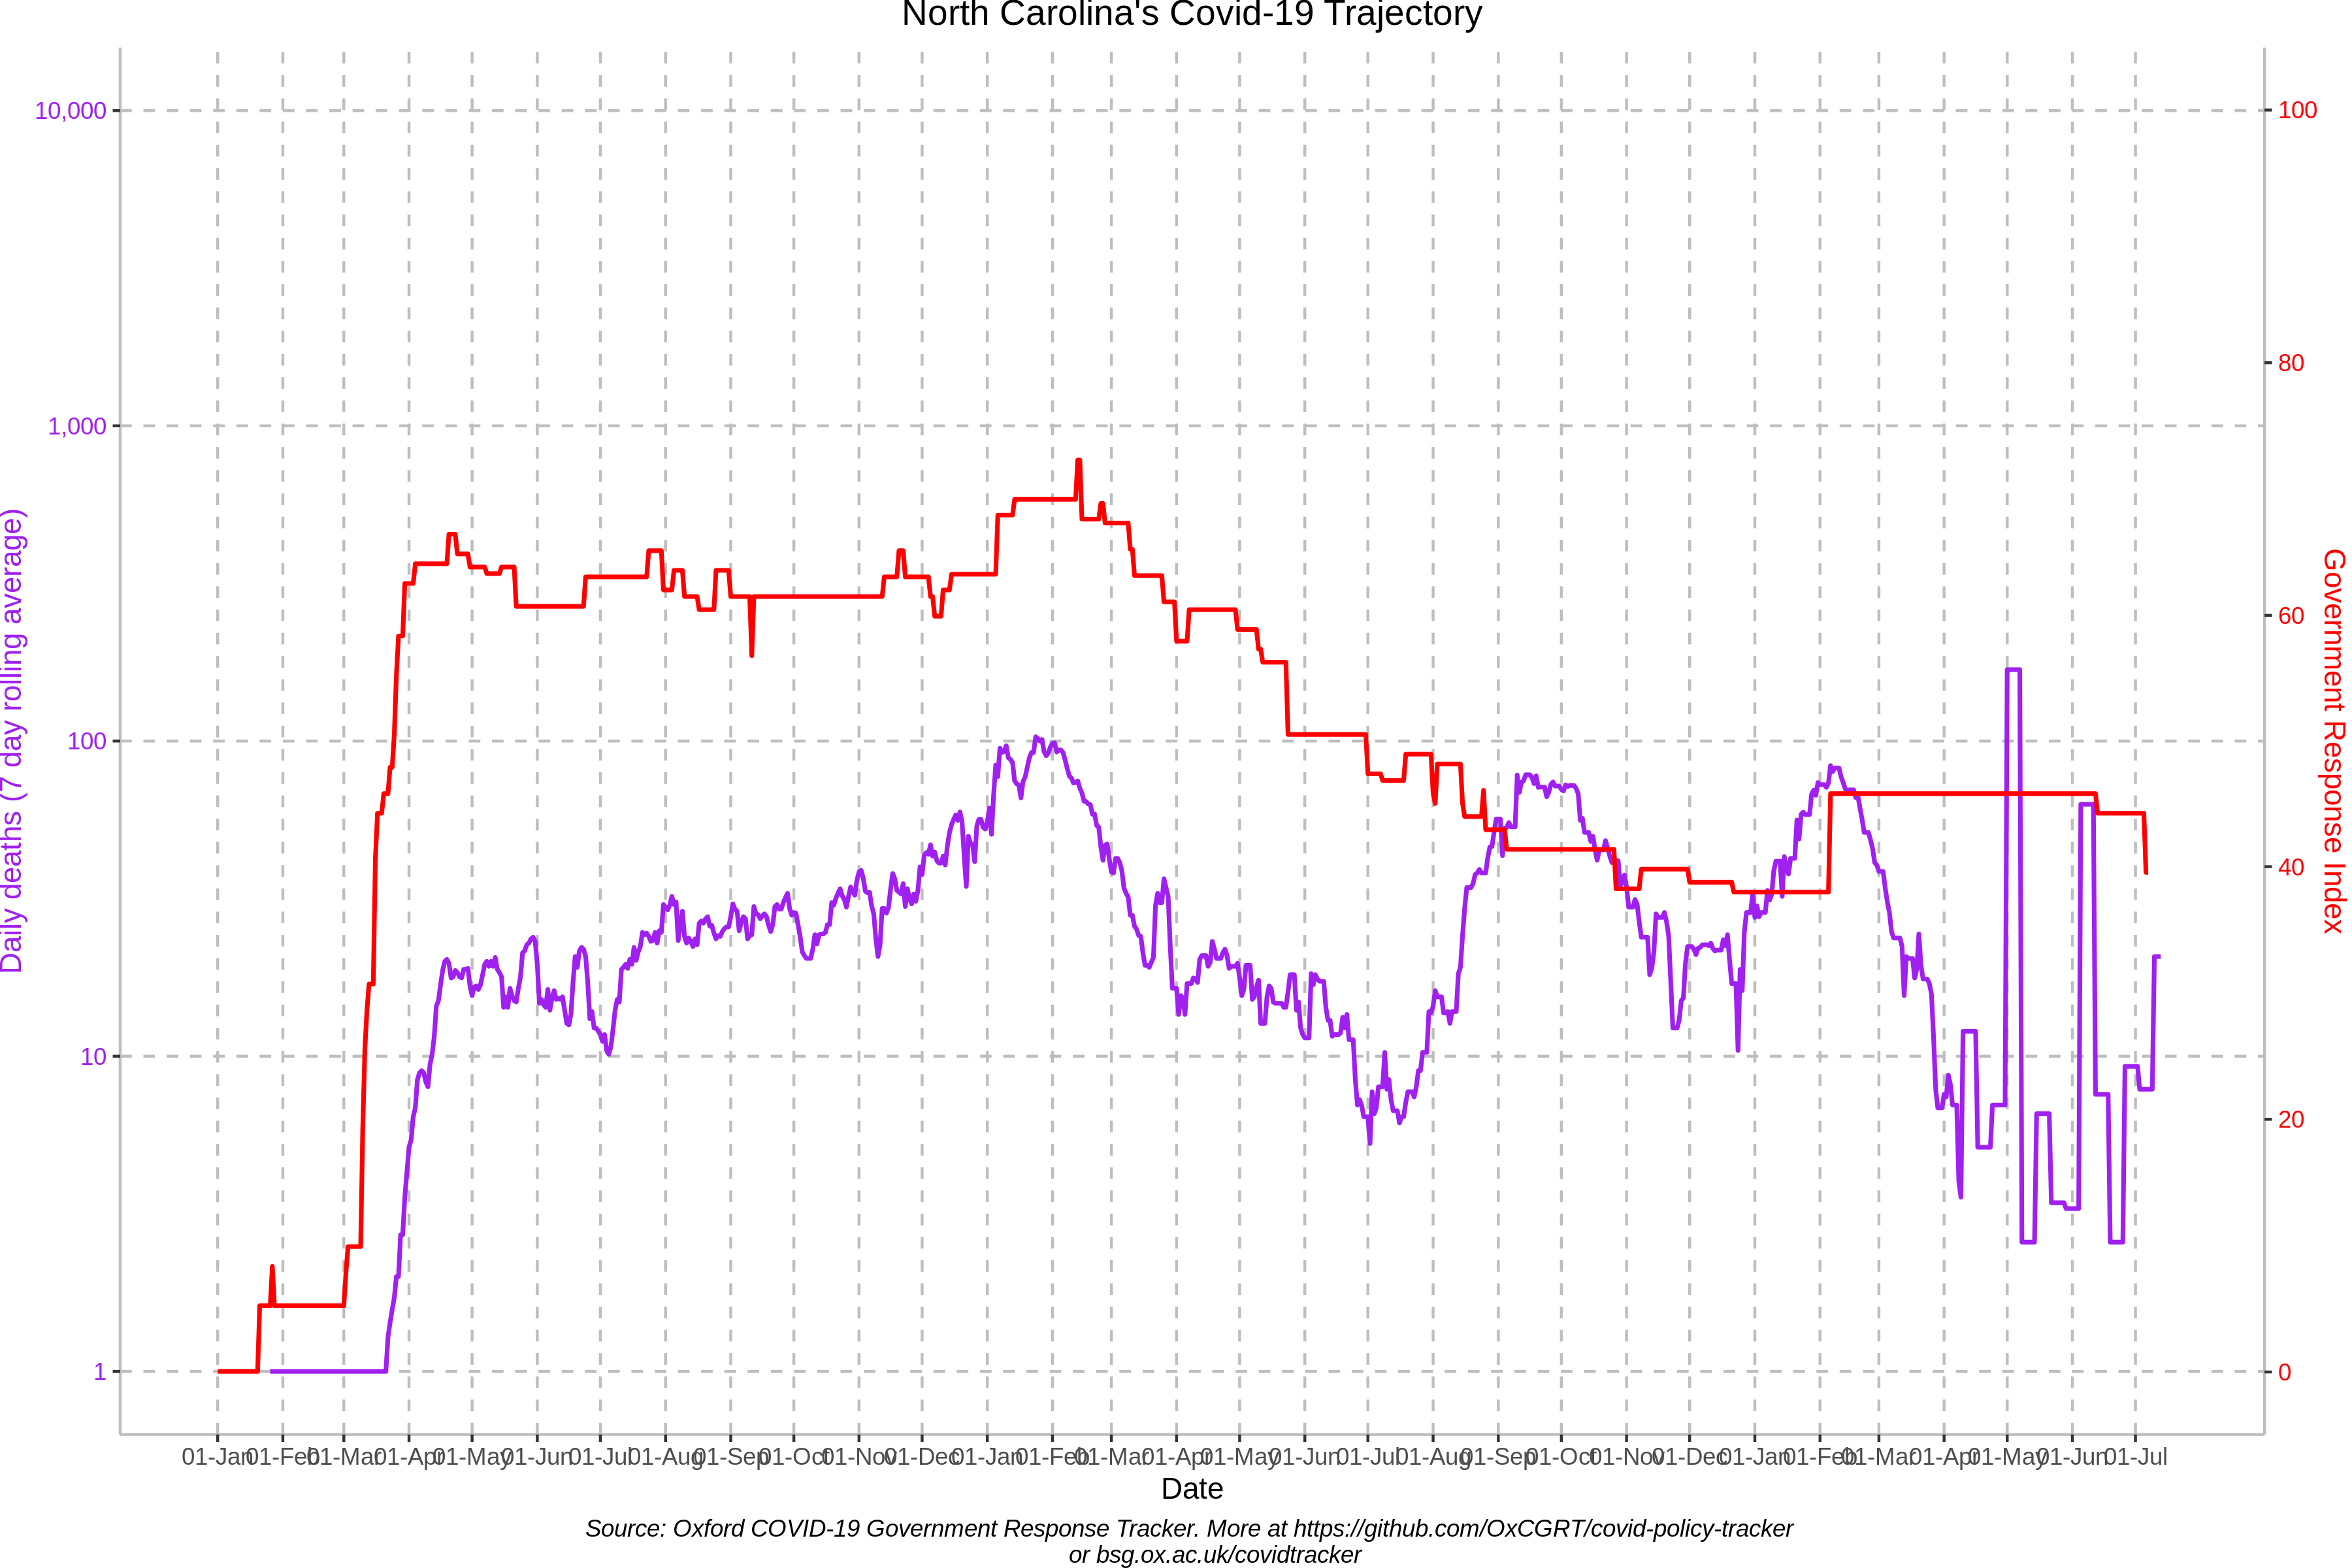 North Carolina's Covid-19 Trajectory
10,000
1,000
100
10
1
Daily deaths (7 day rolling average)
100
80
60
40
20
0
Government Response Index
01-Jan 01-Feb 01-Mar 01-Apr 01-May 01-Jun 01-Jul 01-Aug 01-Sep 01-Oct 01-Nov 01-Dec 01-Jan 01-Feb 01-Mar 01-Apr 01-May 01-Jun 01-Jul 01-Aug 01-Sep 01-Oct 01-Nov 01-Dec 01-Jan 01-Feb 01-Mar 01-Apr 01-May 01-Jun 01-Jul
Date
Source: Oxford COVID-19 Government Response Tracker. More at https://github.com/OxCGRT/covid-policy-tracker
or bsg.ox.ac.uk/covidtracker